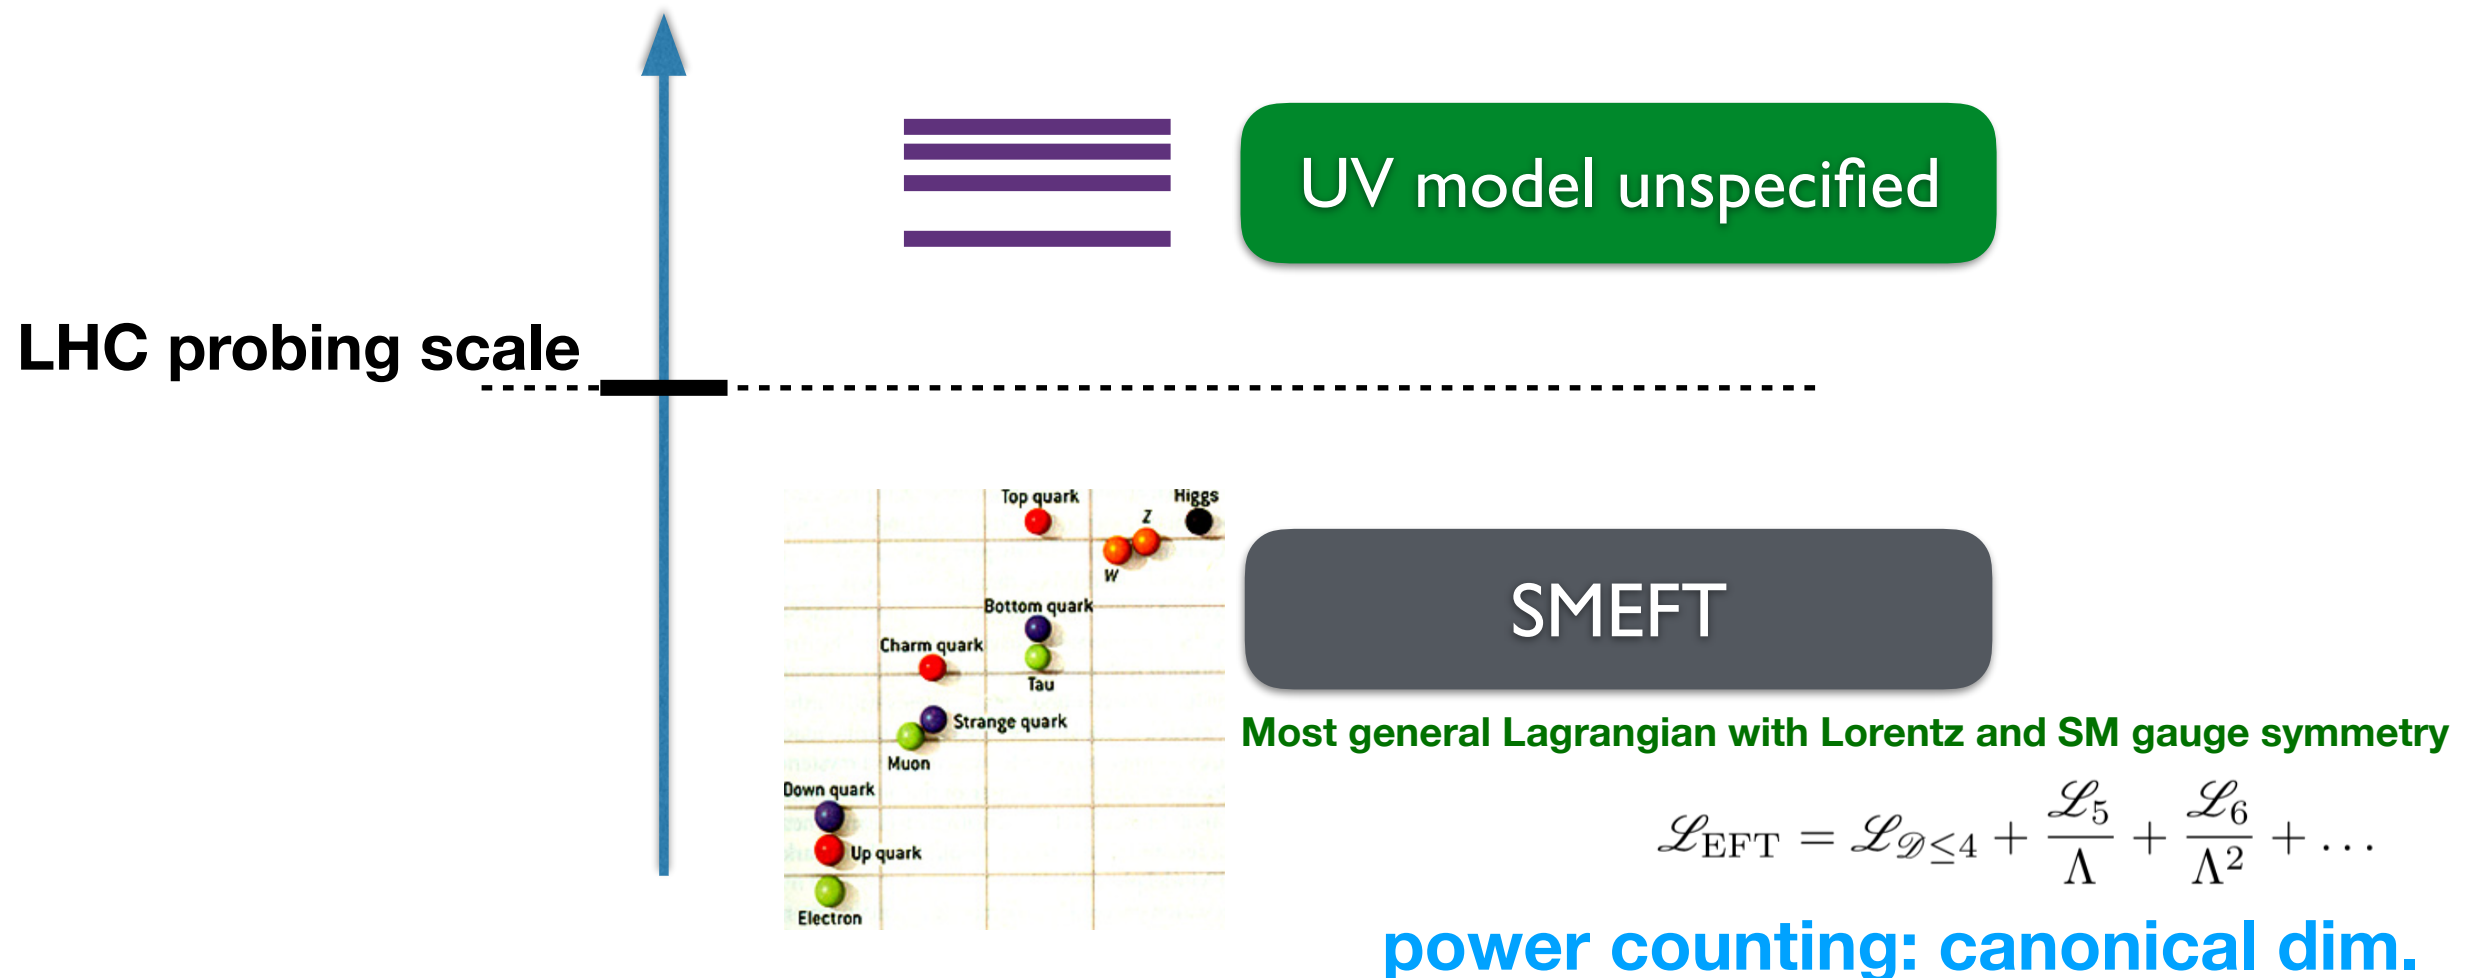 UV model unspecified
LHC probing scale
Top quark
Higgs
Z
W
Bottom quark
Charm quark
Tau
Strange quark
Muon
Down quark
Up quark
Electron
SMEFT
Most general Lagrangian with Lorentz and SM gauge symmetry
ℒ_EFT = ℒ_{𝒟≤4} + ℒ₅/Λ + ℒ₆/Λ² + …
power counting: canonical dim.